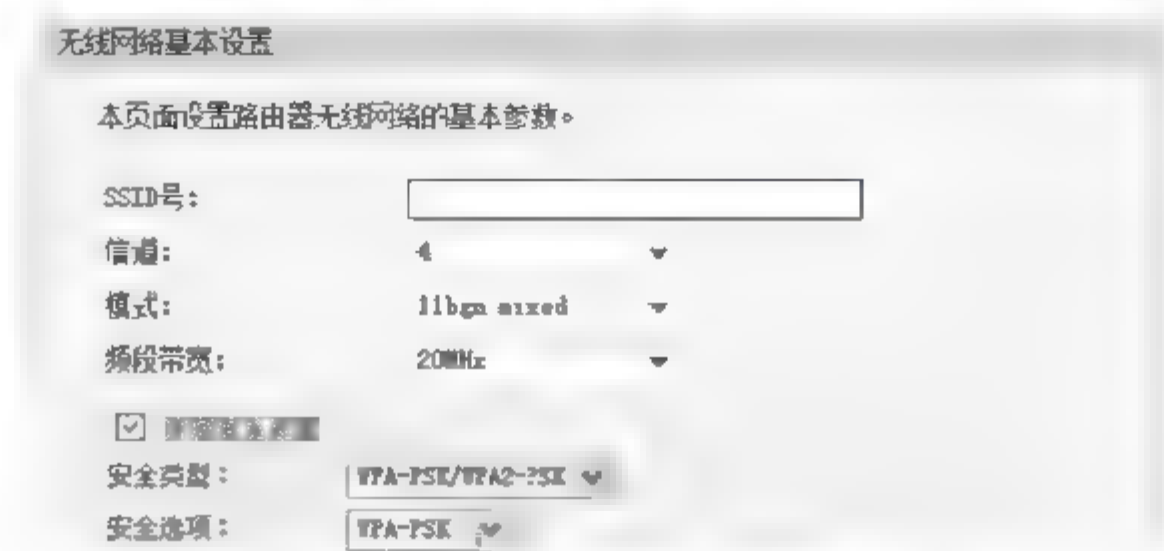 无线网络基本设置
本页面设置路由器无线网络的基本参数。
SSID号:
信道: 4
模式: 11bgn mixed
频段带宽: 20MHz
安全类型: WPA-PSK/WPA2-PSK
安全选项: WPA-PSK